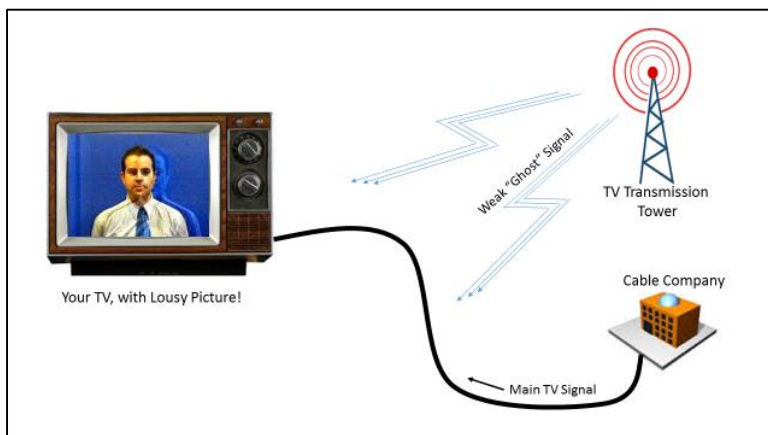 TV Transmission
Tower
Weak "Ghost" Signal
Cable Company
Your TV, with Lousy Picture!
Main TV Signal